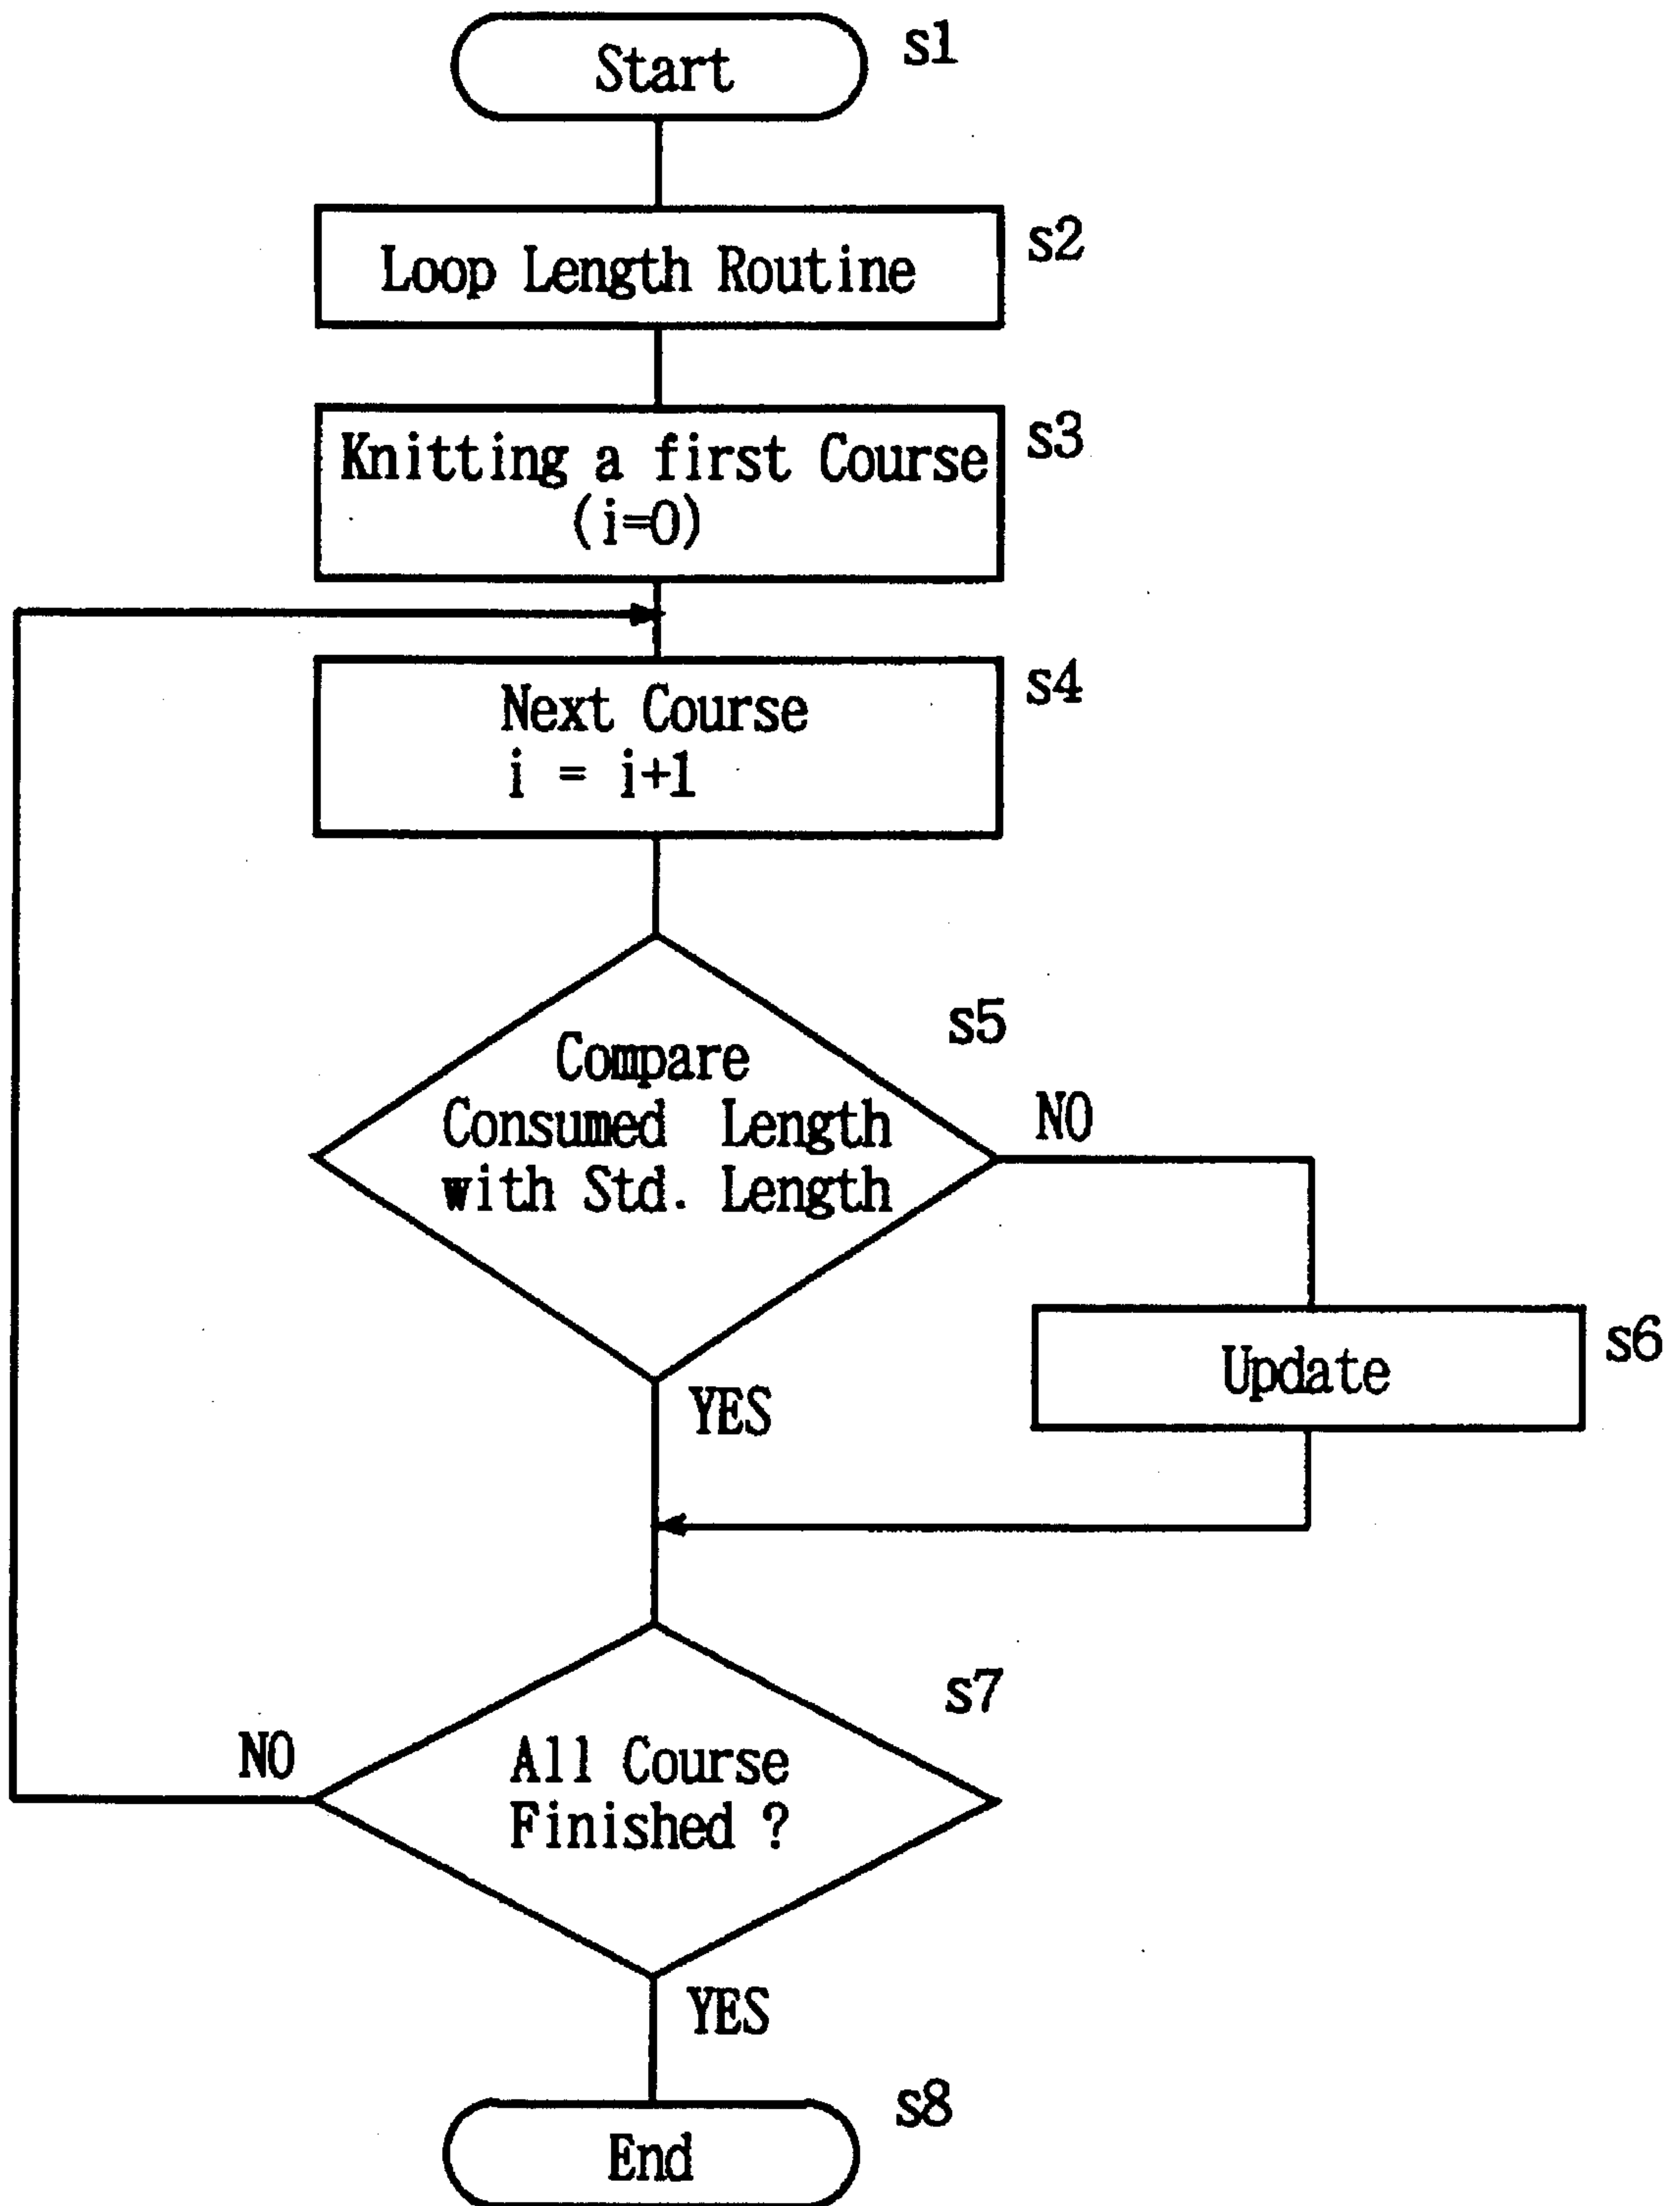 Start
s1
Loop Length Routine
s2
Knitting a first Course
(i=0)
s3
Next Course
i = i+1
s4
Compare
Consumed Length
with Std. Length
s5
NO
Update
s6
YES
All Course
Finished ?
s7
NO
YES
End
s8